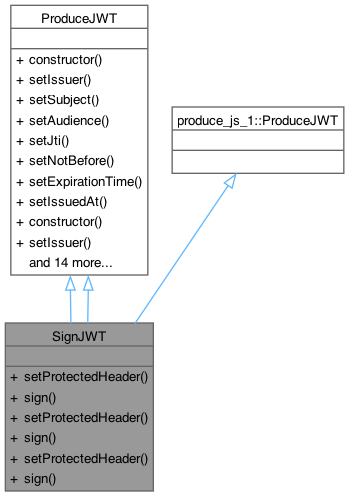 ProduceJWT
+ constructor()
+ setIssuer()
+ setSubject()
+ setAudience()
+ setJti()
+ setNotBefore()
+ setExpirationTime()
+ setIssuedAt()
+ constructor()
+ setIssuer()
and 14 more...
produce_js_1::ProduceJWT
SignJWT
+ setProtectedHeader()
+ sign()
+ setProtectedHeader()
+ sign()
+ setProtectedHeader()
+ sign()